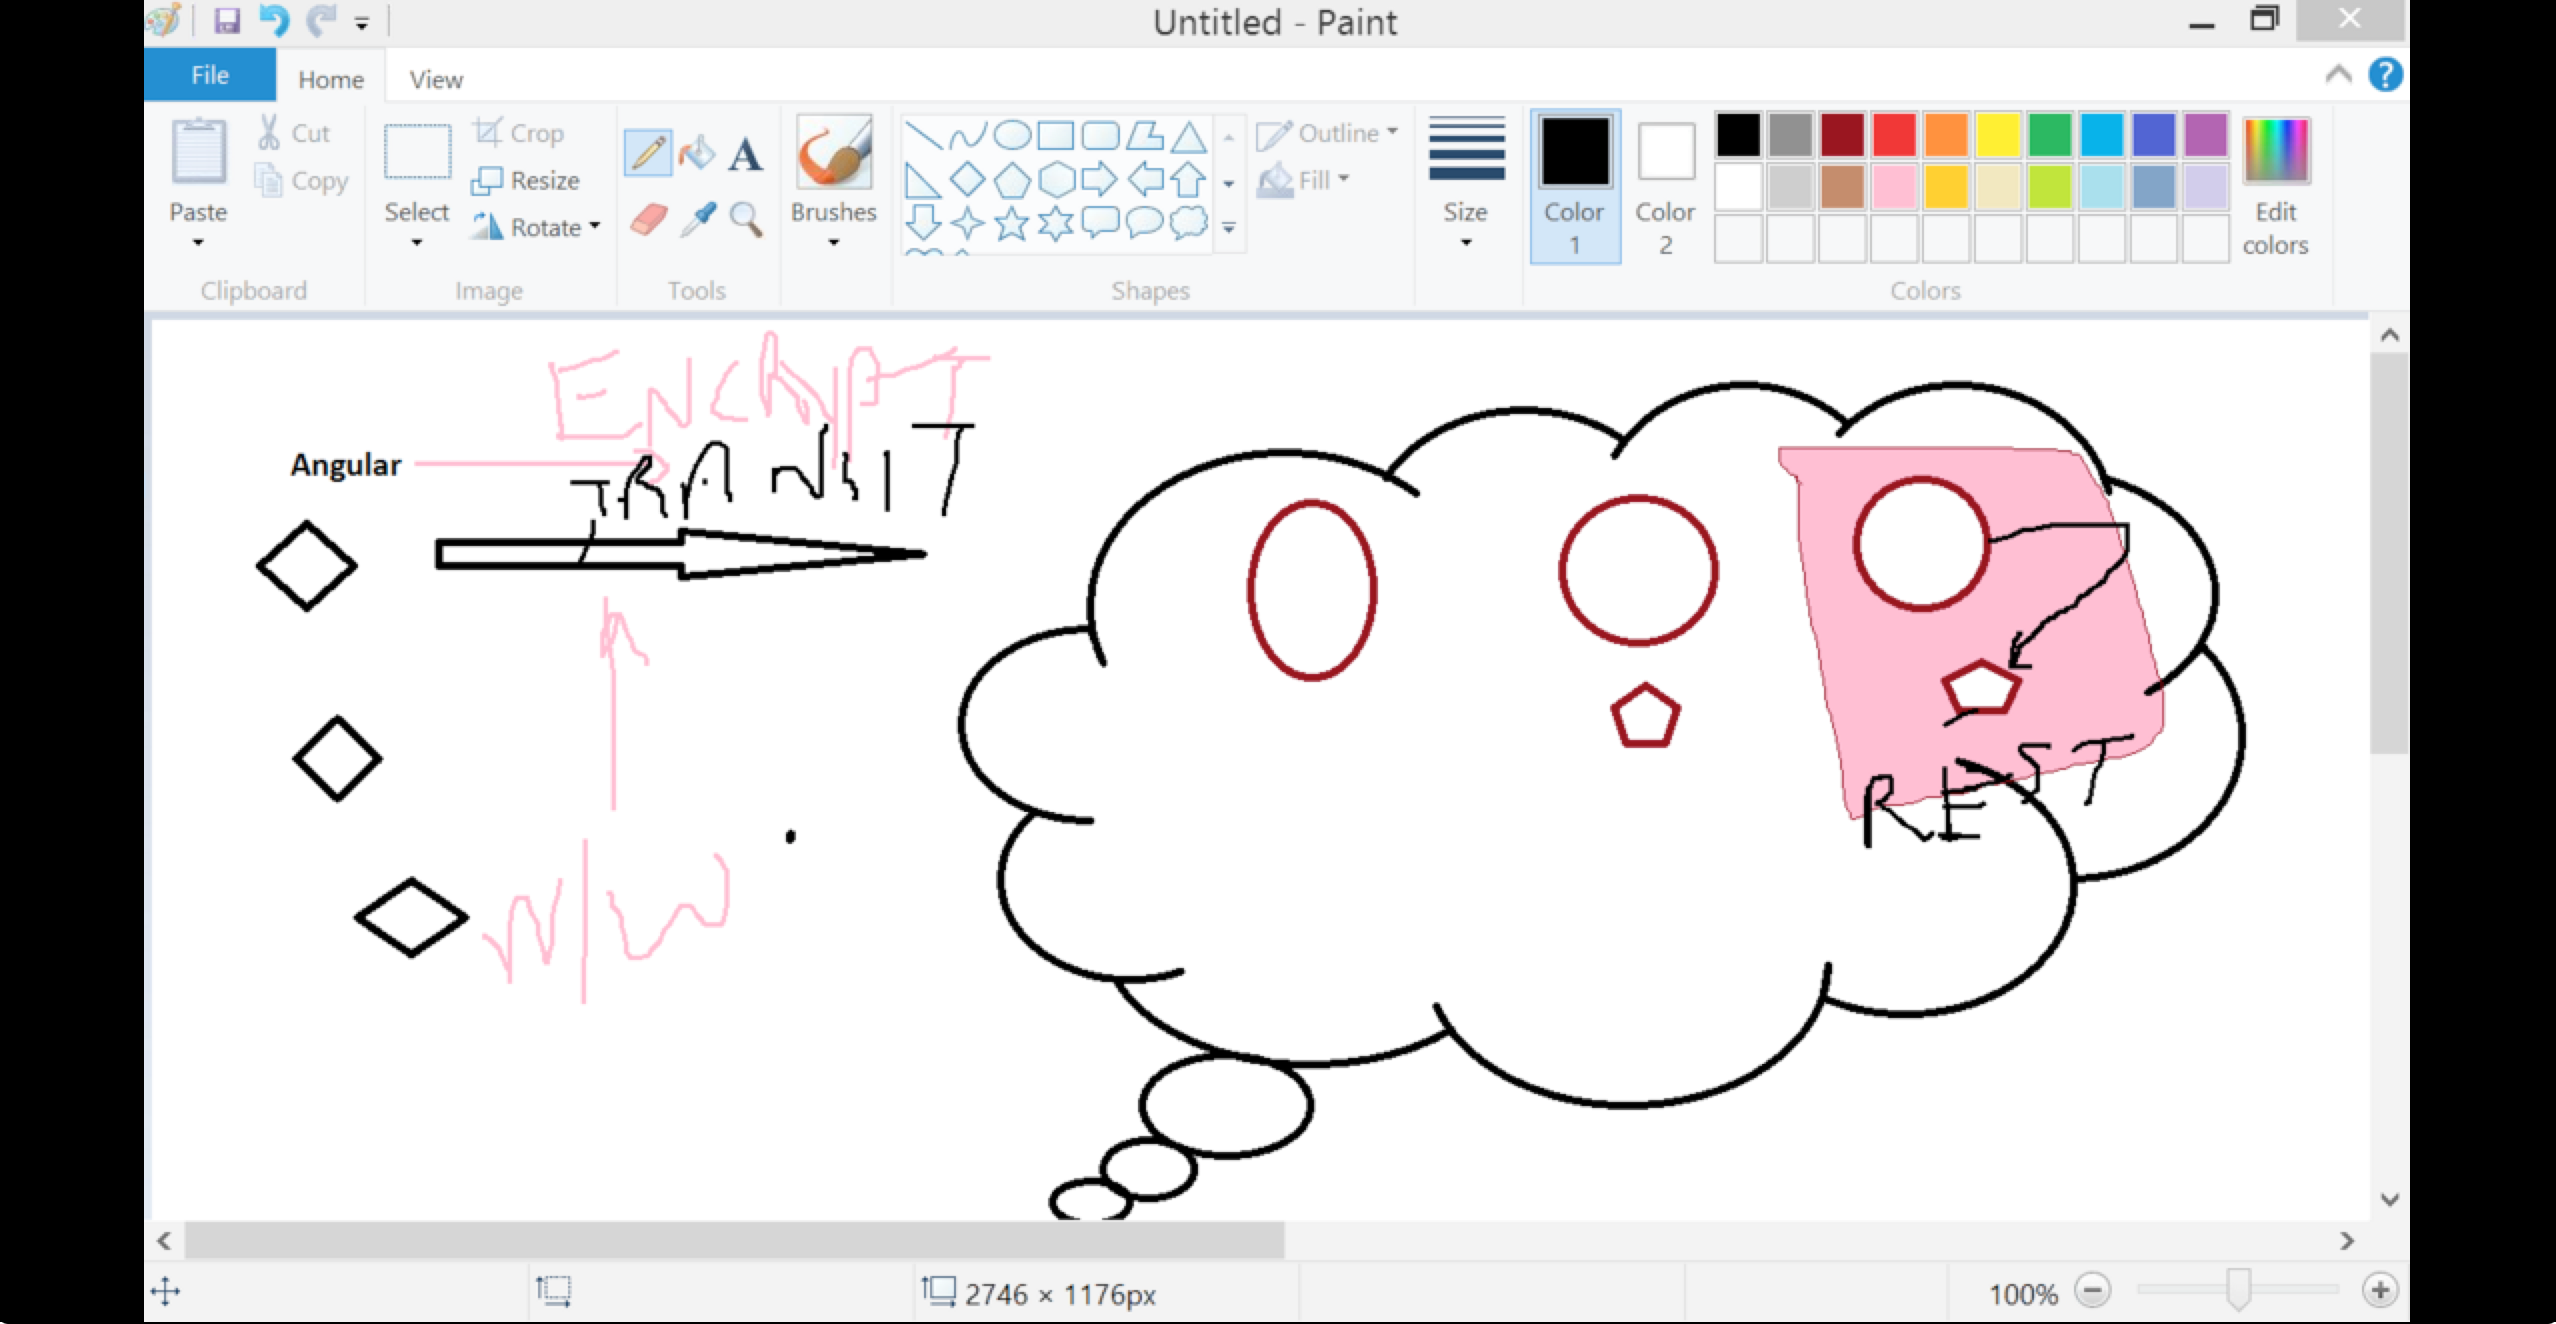 Untitled - Paint
File Home View
Cut Crop Outline
Copy Resize Fill
Paste Select Rotate Brushes Size Color 1 Color 2 Edit colors
Clipboard Image Tools Shapes Colors
ENCRYPT
Angular
TRANSIT
REST
N/W
2746 × 1176px 100%